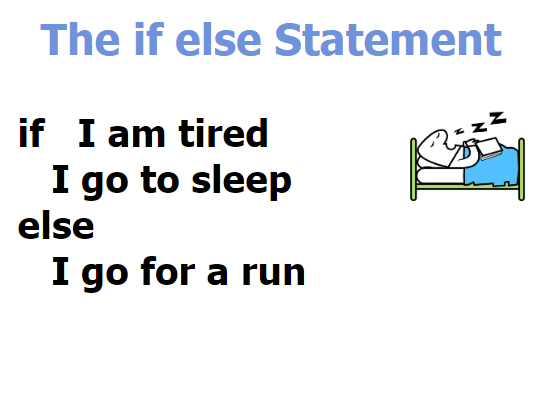 The if else Statement
if   I am tired
I go to sleep
else
I go for a run
z z Z